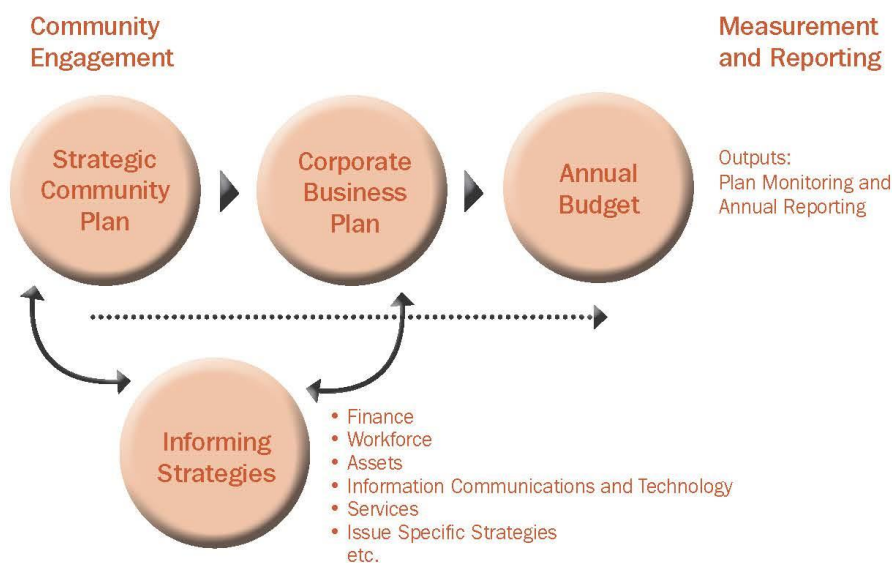 Community
Engagement
Measurement
and Reporting
Strategic
Community
Plan
Corporate
Business
Plan
Annual
Budget
Outputs:
Plan Monitoring and
Annual Reporting
Informing
Strategies
• Finance
• Workforce
• Assets
• Information Communications and Technology
• Services
• Issue Specific Strategies
etc.